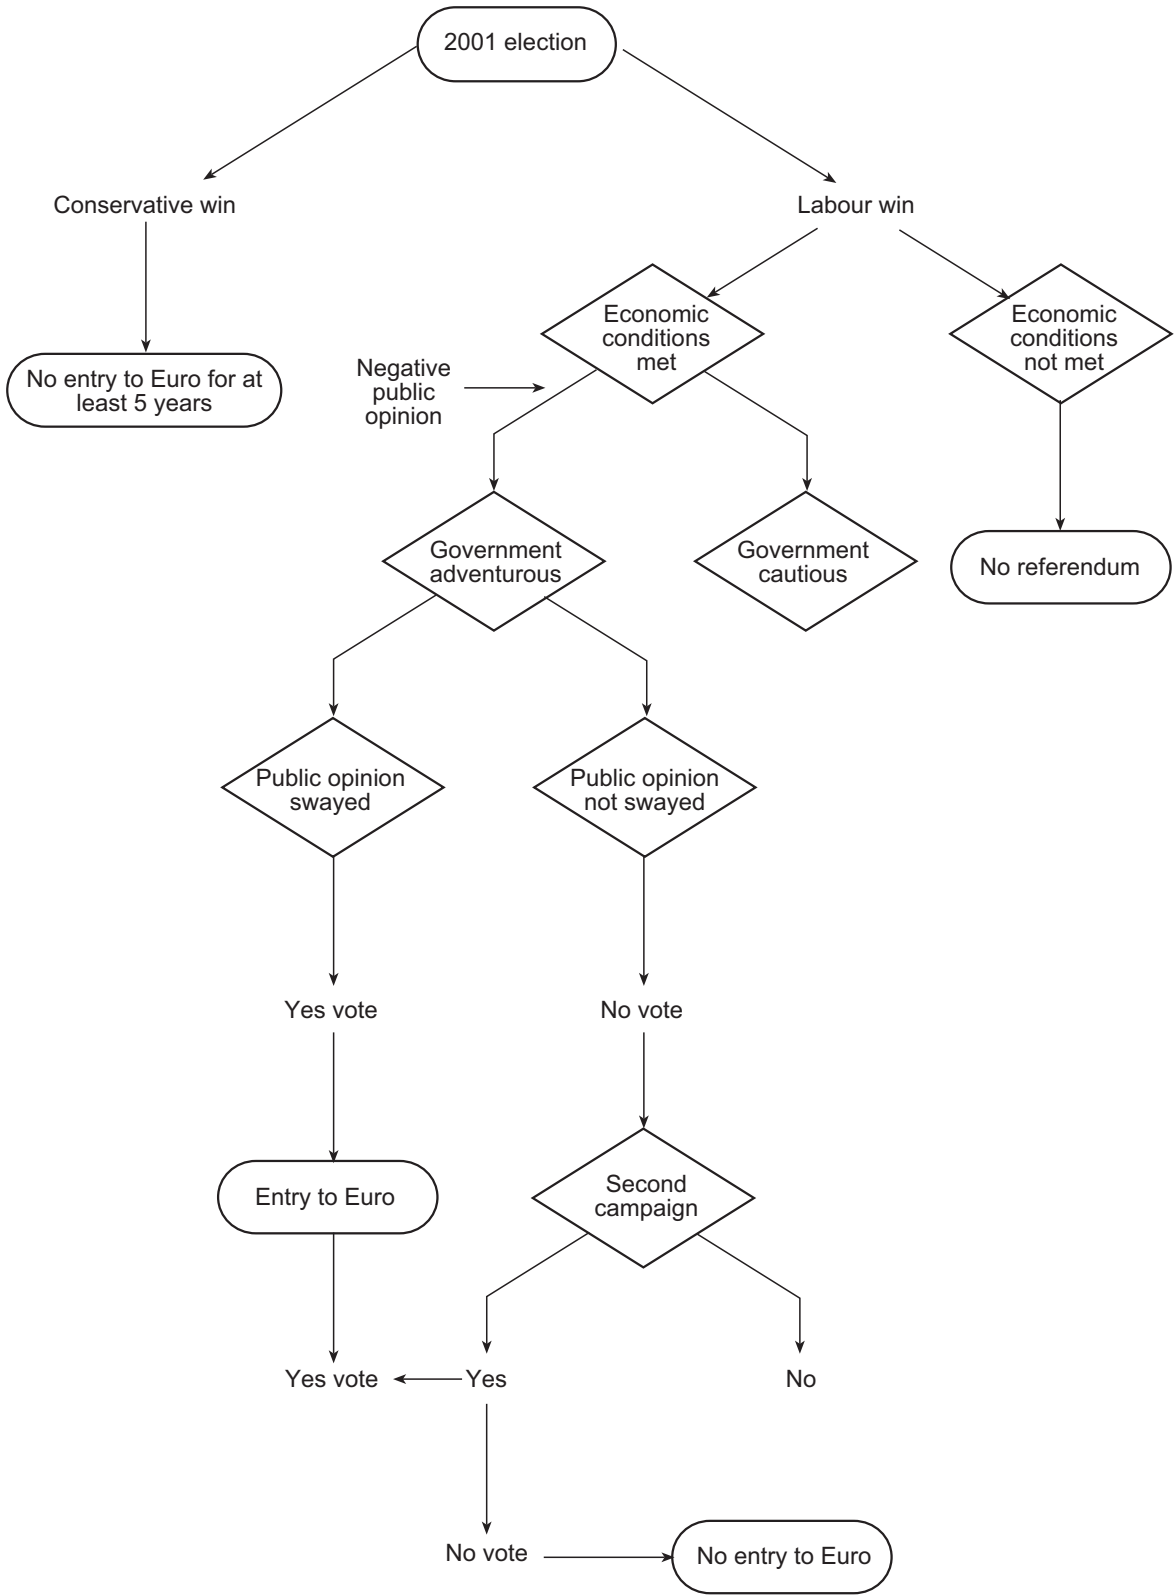 2001 election
Conservative win
Labour win
Economic
conditions
met
Economic
conditions
not met
Negative
public
opinion
No entry to Euro for at
least 5 years
Government
adventurous
Government
cautious
No referendum
Public opinion
swayed
Public opinion
not swayed
Yes vote
No vote
Entry to Euro
Second
campaign
Yes vote
Yes
No
No vote
No entry to Euro